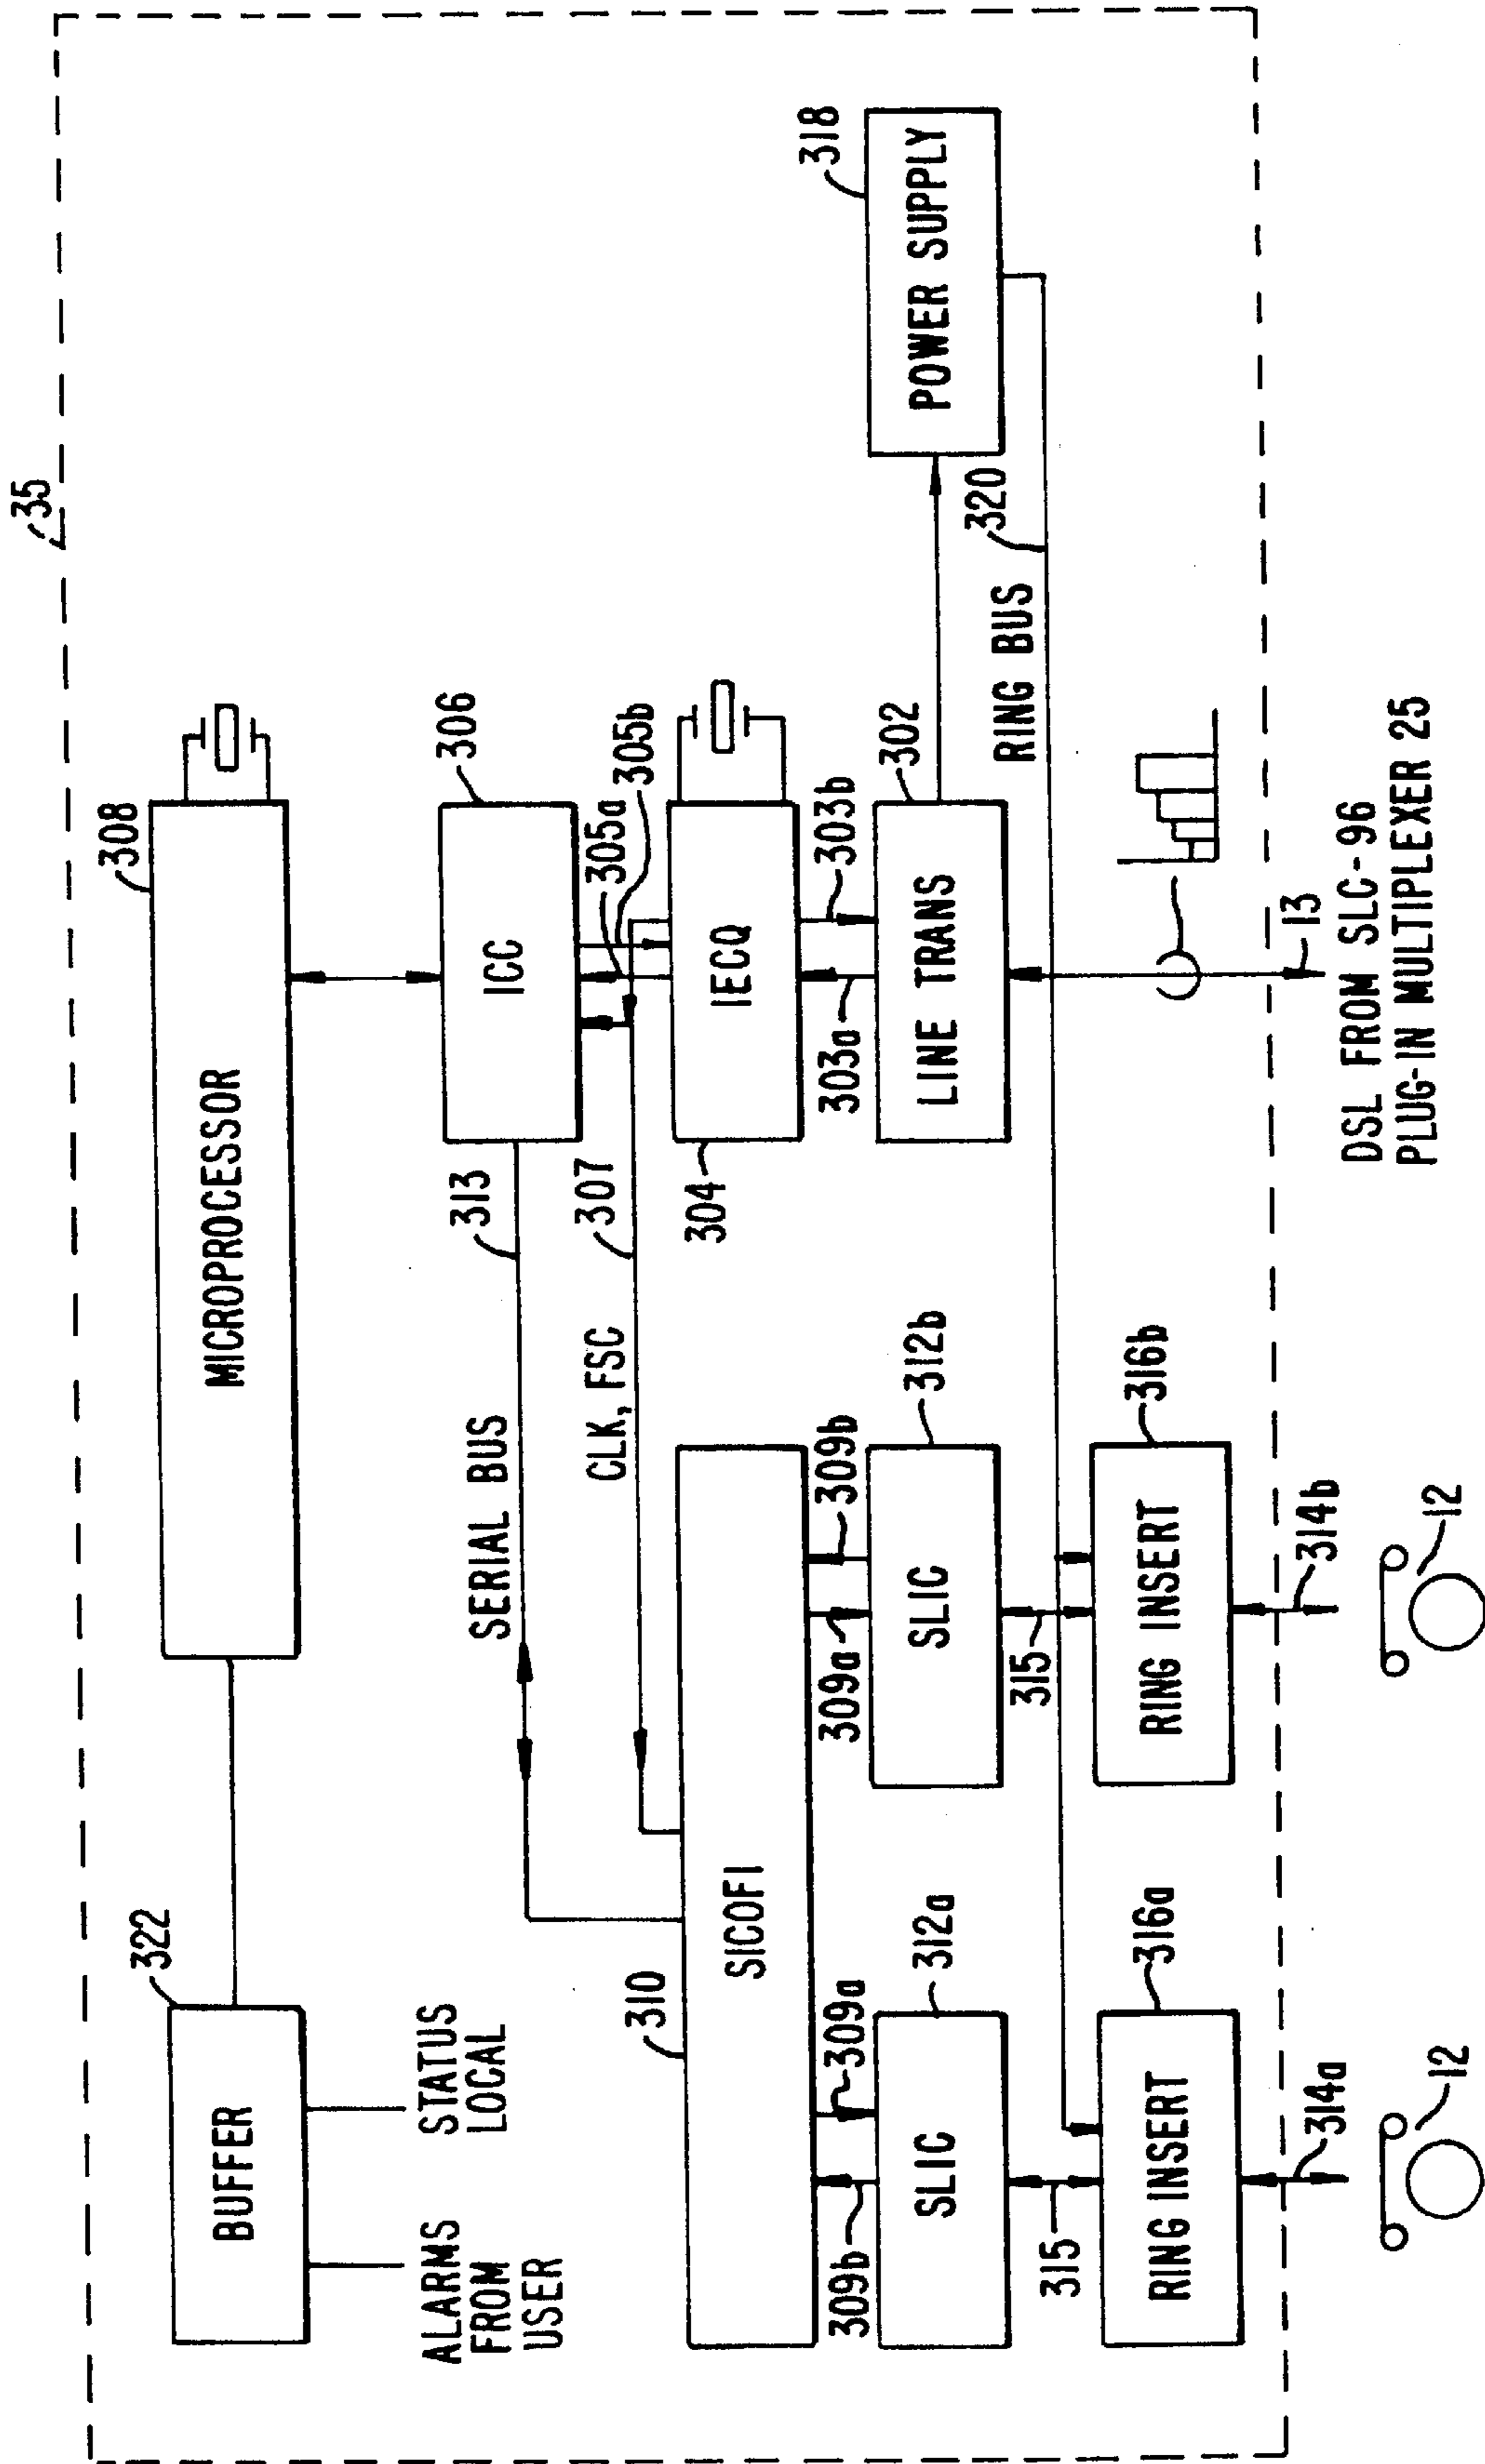 35
322
BUFFER
ALARMS
FROM
USER
STATUS
LOCAL
308
MICROPROCESSOR
SERIAL BUS
313
306
ICC
CLK, FSC
307
305a
305b
310
SICOFI
304
IECQ
309b
309a
309a
309b
303a
303b
312a
SLIC
312b
SLIC
302
LINE TRANS
318
POWER SUPPLY
315
315
RING BUS
320
316a
RING INSERT
316b
RING INSERT
314a
314b
13
12
12
DSL FROM SLC-96
PLUG-IN MULTIPLEXER 25